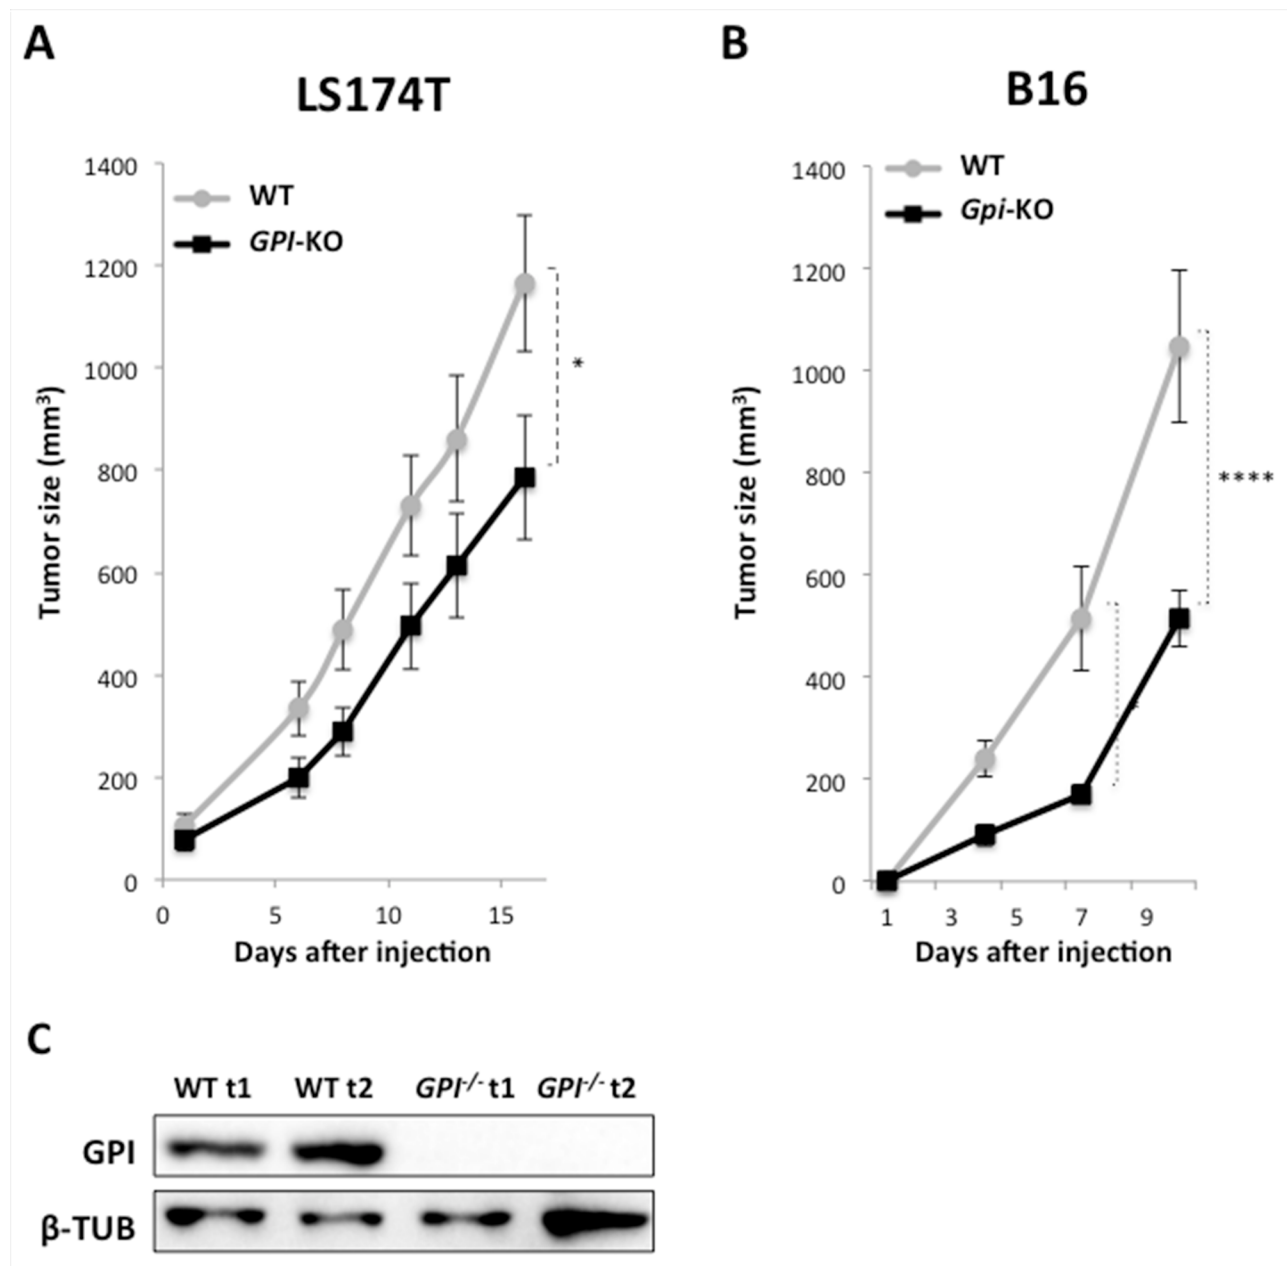 A
LS174T
1400
1200
1000
800
600
400
200
0
Tumor size (mm³)
WT
GPI-KO
*
0 5 10 15
Days after injection
B
B16
1400
1200
1000
800
600
400
200
0
Tumor size (mm³)
WT
Gpi-KO
*
****
1 3 5 7 9
Days after injection
C
WT t1 WT t2 GPI⁻/⁻ t1 GPI⁻/⁻ t2
GPI
β-TUB